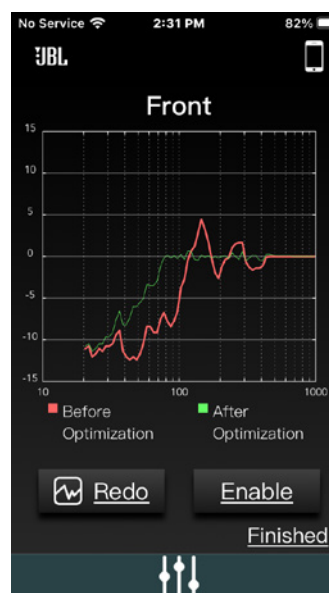 No Service 2:31 PM 82%
JBL
Front
15
10
5
0
-5
-10
-15
10 100 1000
Before
Optimization
After
Optimization
Redo Enable
Finished